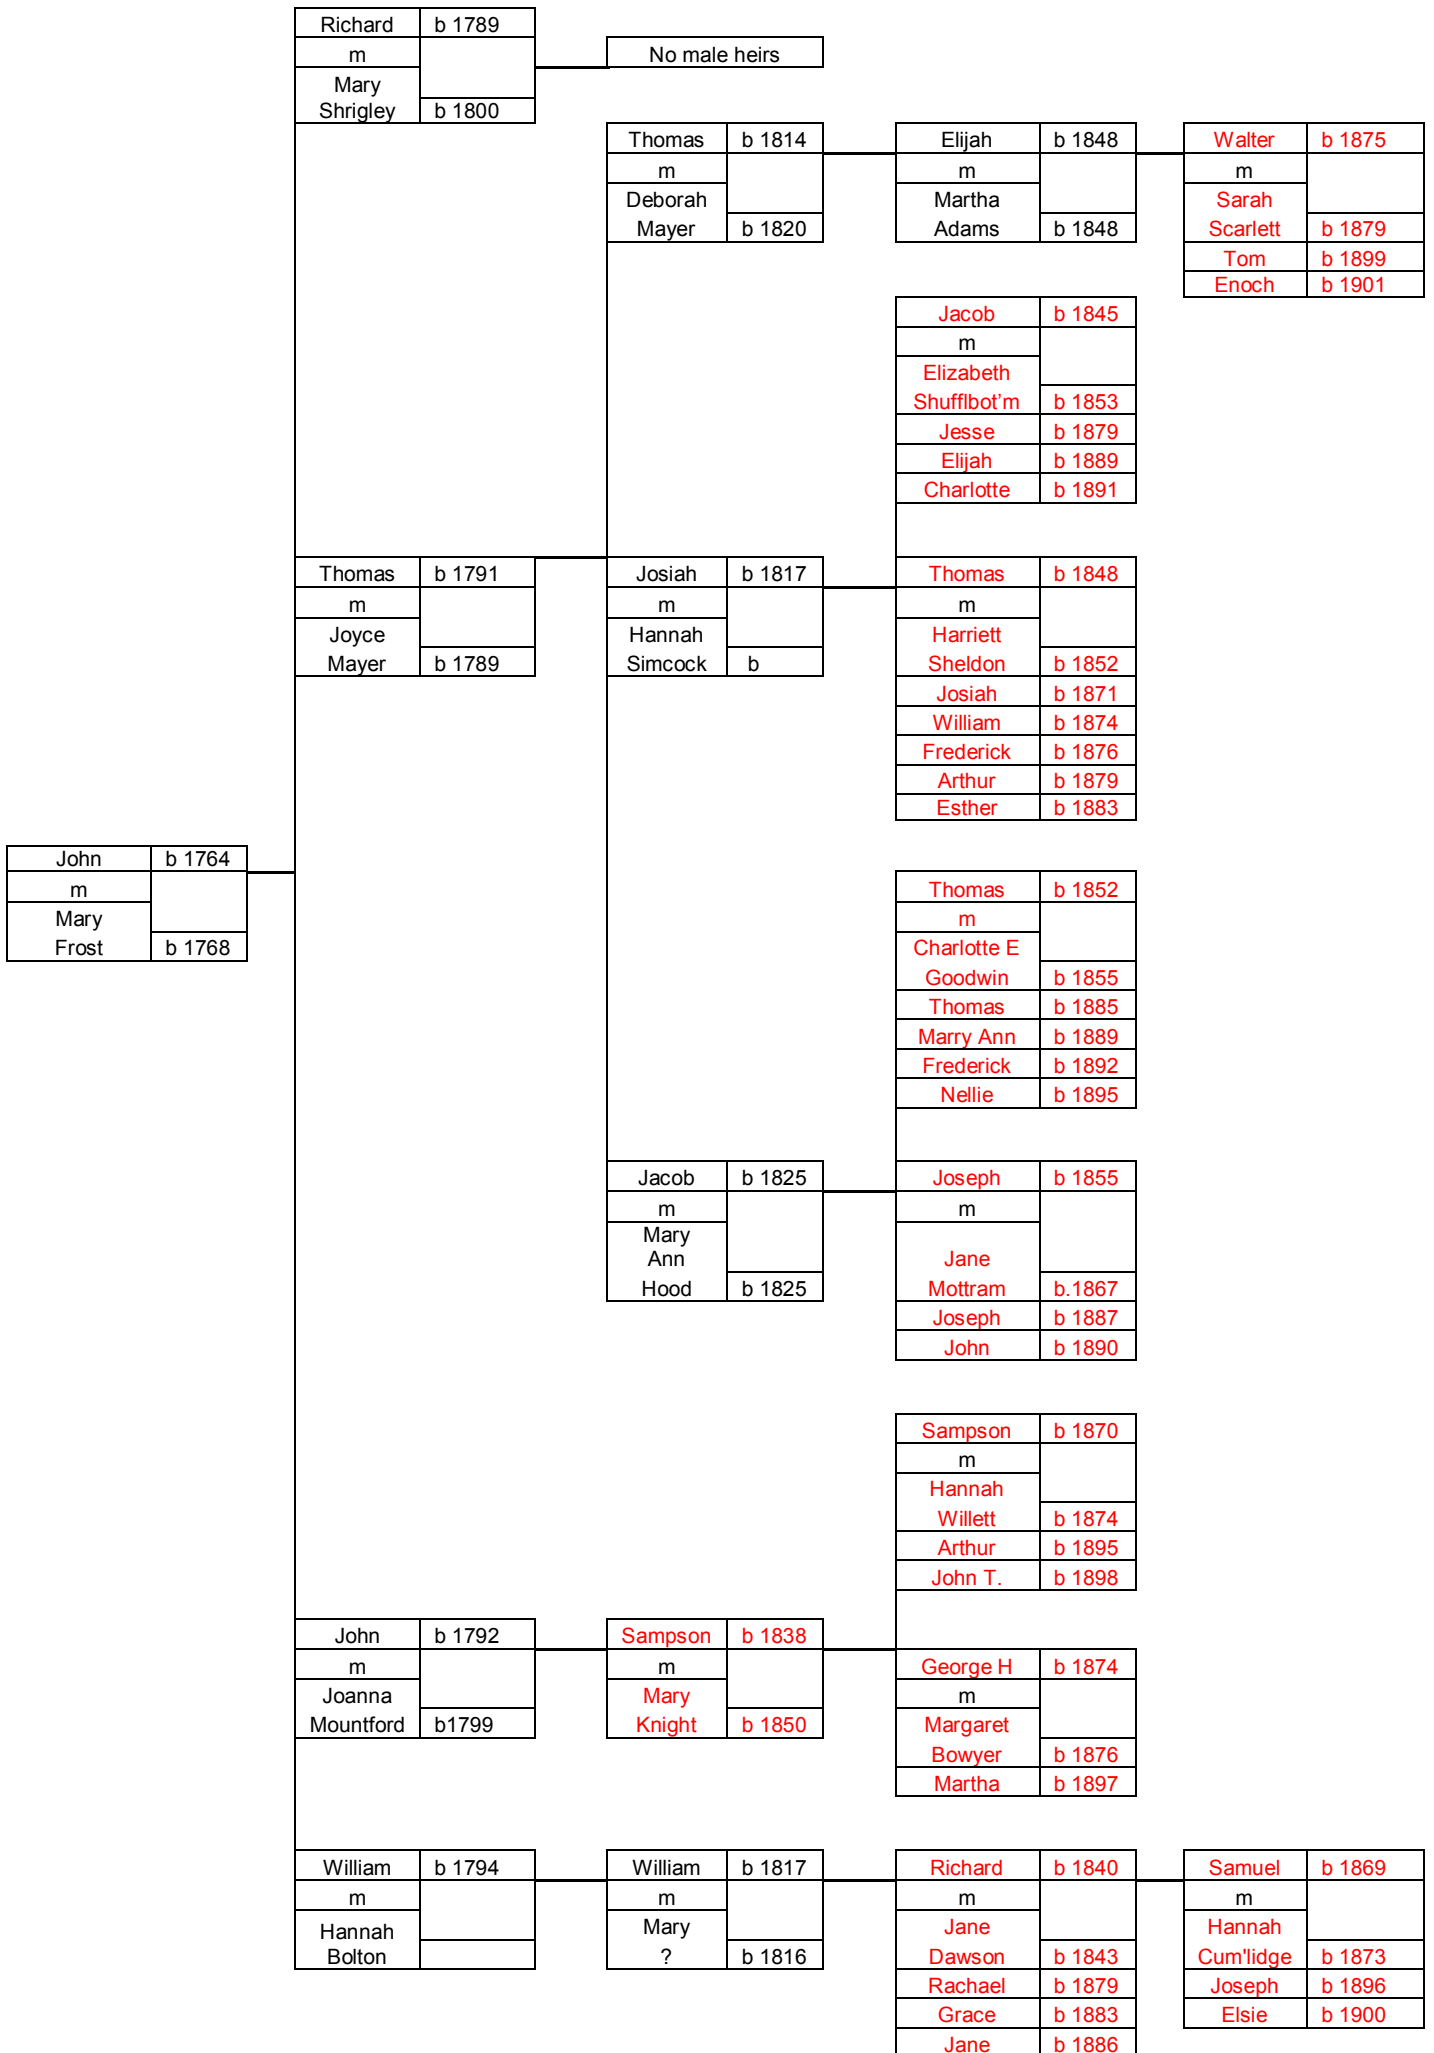 Richard b 1789
m
Mary
Shrigley b 1800
No male heirs
Thomas b 1814
m
Deborah
Mayer b 1820
Elijah b 1848
m
Martha
Adams b 1848
Walter b 1875
m
Sarah
Scarlett b 1879
Tom b 1899
Enoch b 1901
Jacob b 1845
m
Elizabeth
Shufflbot'm b 1853
Jesse b 1879
Elijah b 1889
Charlotte b 1891
Thomas b 1791
m
Joyce
Mayer b 1789
Josiah b 1817
m
Hannah
Simcock b
Thomas b 1848
m
Harriett
Sheldon b 1852
Josiah b 1871
William b 1874
Frederick b 1876
Arthur b 1879
Esther b 1883
John b 1764
m
Mary
Frost b 1768
Thomas b 1852
m
Charlotte E
Goodwin b 1855
Thomas b 1885
Marry Ann b 1889
Frederick b 1892
Nellie b 1895
Jacob b 1825
m
Mary
Ann
Hood b 1825
Joseph b 1855
m
Jane
Mottram b.1867
Joseph b 1887
John b 1890
Sampson b 1870
m
Hannah
Willett b 1874
Arthur b 1895
John T. b 1898
John b 1792
m
Joanna
Mountford b1799
Sampson b 1838
m
Mary
Knight b 1850
George H b 1874
m
Margaret
Bowyer b 1876
Martha b 1897
William b 1794
m
Hannah
Bolton
William b 1817
m
Mary
? b 1816
Richard b 1840
m
Jane
Dawson b 1843
Rachael b 1879
Grace b 1883
Jane b 1886
Samuel b 1869
m
Hannah
Cum'lidge b 1873
Joseph b 1896
Elsie b 1900